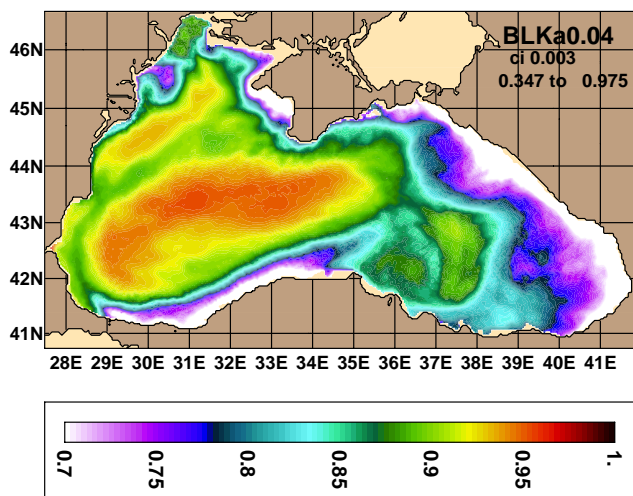 BLKa0.04
ci 0.003
0.347 to 0.975
46N
45N
44N
43N
42N
41N
28E 29E 30E 31E 32E 33E 34E 35E 36E 37E 38E 39E 40E 41E
0.7 0.75 0.8 0.85 0.9 0.95 1.